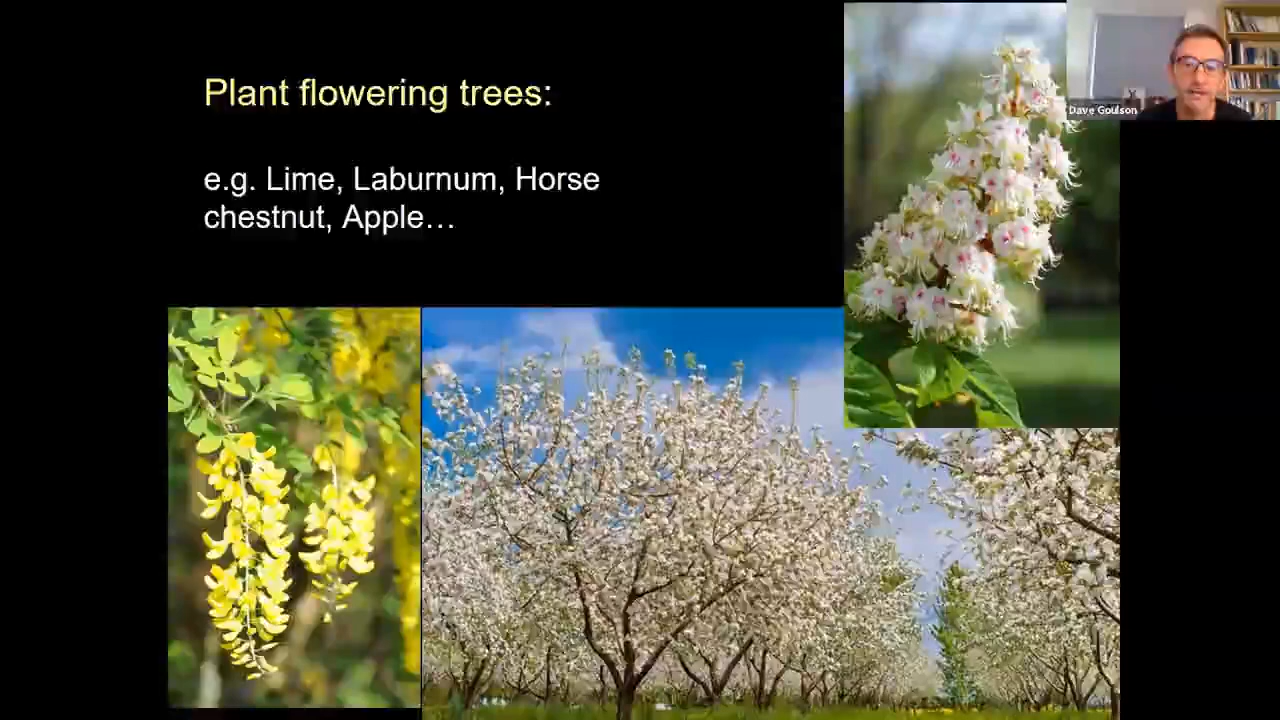 Plant flowering trees:
e.g. Lime, Laburnum, Horse
chestnut, Apple…
Dave Goulson